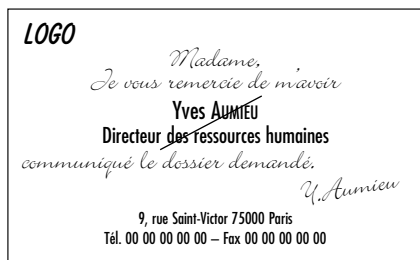 LOGO
Madame,
Je vous remercie de m'avoir
Yves AUMIEU
Directeur des ressources humaines
communiqué le dossier demandé.
Y. Aumieu
9, rue Saint-Victor 75000 Paris
Tél. 00 00 00 00 00 – Fax 00 00 00 00 00